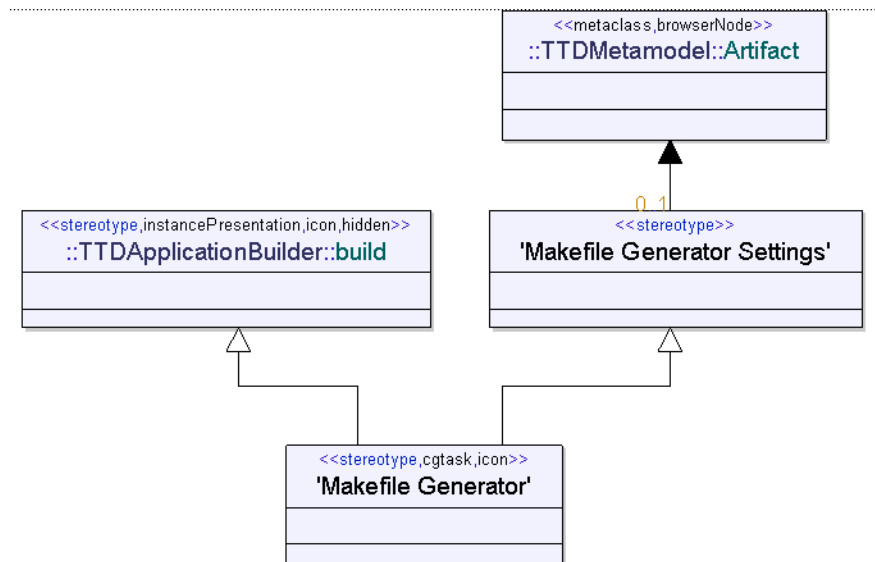 <<metaclass,browserNode>>
::TTDMetamodel::Artifact
0..1
<<stereotype,instancePresentation,icon,hidden>>
::TTDApplicationBuilder::build
<<stereotype>>
'Makefile Generator Settings'
<<stereotype,cgtask,icon>>
'Makefile Generator'